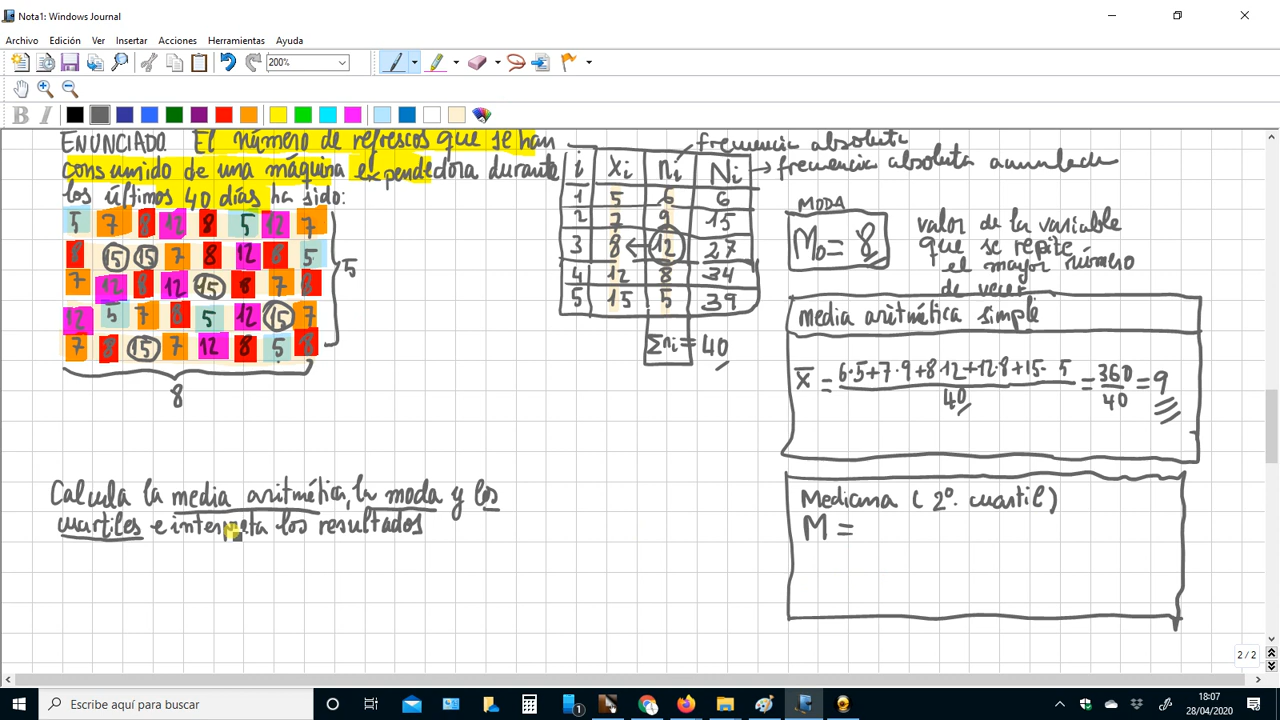 Nota1: Windows Journal
Archivo Edición Ver Insertar Acciones Herramientas Ayuda
200%
B I
ENUNCIADO. El número de refrescos que se han
consumido de una máquina expendedora durante
los últimos 40 días ha sido:
5 7 8 12 8 5 12 7
8 15 15 7 8 12 8 5
7 12 8 12 15 8 7 8
12 5 7 8 5 12 15 7
7 8 15 7 12 8 5 8
5
8
Calcula la media aritmética, la moda y los
cuartiles e interpreta los resultados
frecuencia absoluta
frecuencia absoluta acumulada
i Xi ni Ni
1 5 6 6
2 7 9 15
3 8 ← 12 27
4 12 8 34
5 15 5 39
Σni = 40
MODA
Mo = 8
valor de la variable
que se repite
el mayor número
de veces
media aritmética simple
X = 6·5+7·9+8·12+12·8+15·5 = 360 = 9
40 40
Mediana (2º. cuartil)
M =
2 / 2
Escribe aquí para buscar
1
18:07
28/04/2020